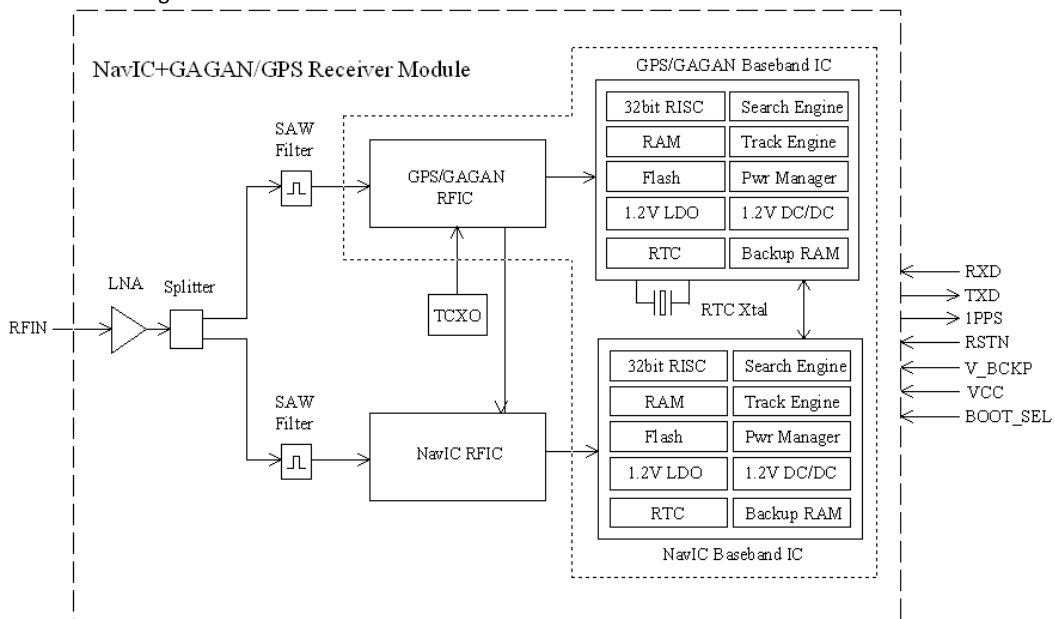 NavIC+GAGAN/GPS Receiver Module
GPS/GAGAN Baseband IC
32bit RISC
Search Engine
RAM
Track Engine
Flash
Pwr Manager
1.2V LDO
1.2V DC/DC
RTC
Backup RAM
SAW
Filter
GPS/GAGAN
RFIC
LNA
Splitter
TCXO
RTC Xtal
RFIN
RXD
TXD
1PPS
RSTN
V_BCKP
VCC
BOOT_SEL
SAW
Filter
NavIC RFIC
32bit RISC
Search Engine
RAM
Track Engine
Flash
Pwr Manager
1.2V LDO
1.2V DC/DC
RTC
Backup RAM
NavIC Baseband IC